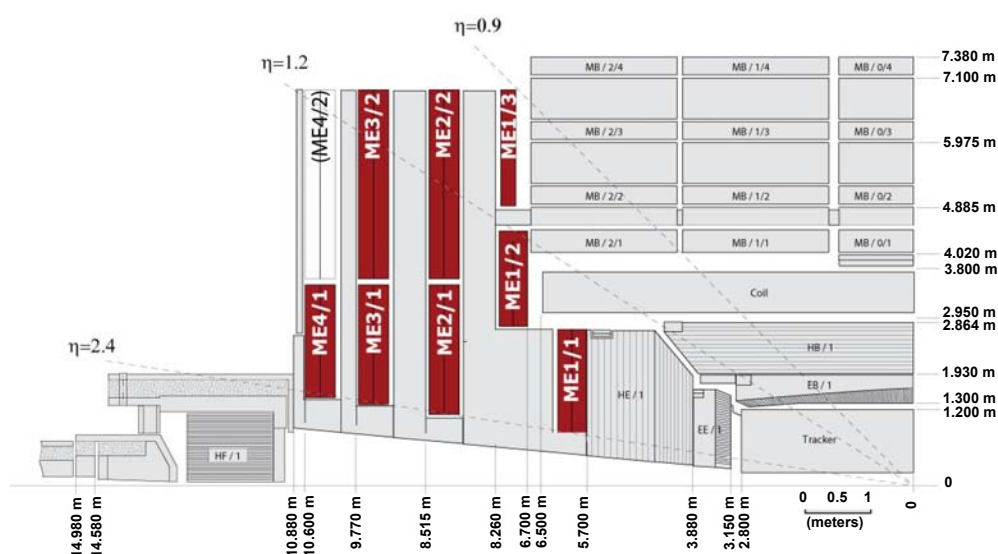 η=0.9
η=1.2
η=2.4
MB / 2/4
MB / 1/4
MB / 0/4
MB / 2/3
MB / 1/3
MB / 0/3
MB / 2/2
MB / 1/2
MB / 0/2
MB / 2/1
MB / 1/1
MB / 0/1
(ME4/2)
ME3/2
ME2/2
ME1/3
ME1/2
ME4/1
ME3/1
ME2/1
ME1/1
Coil
HB / 1
HE / 1
EB / 1
EE / 1
Tracker
HF / 1
7.380 m
7.100 m
5.975 m
4.885 m
4.020 m
3.800 m
2.950 m
2.864 m
1.930 m
1.300 m
1.200 m
0
0 0.5 1
(meters)
14.980 m
14.580 m
10.880 m
10.600 m
9.770 m
8.515 m
8.260 m
6.700 m
6.500 m
5.700 m
3.880 m
3.150 m
2.800 m
0